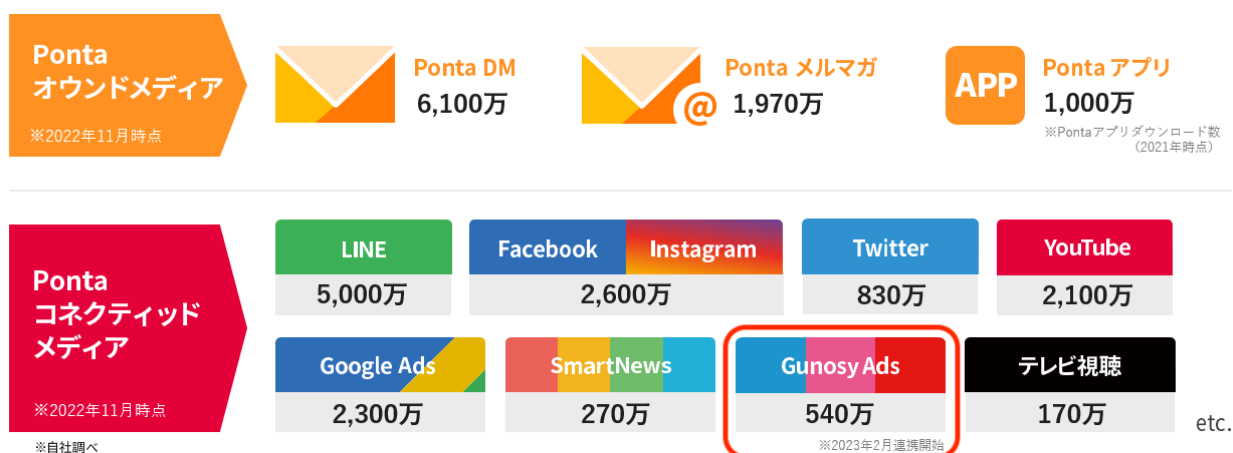 Ponta
オウンドメディア
※2022年11月時点
Ponta DM
6,100万
@
Ponta メルマガ
1,970万
APP
Ponta アプリ
1,000万
※Pontaアプリダウンロード数
（2021年時点）
Ponta
コネクティッド
メディア
※2022年11月時点
※自社調べ
LINE
5,000万
Facebook Instagram
2,600万
Twitter
830万
YouTube
2,100万
Google Ads
2,300万
SmartNews
270万
Gunosy Ads
540万
※2023年2月連携開始
テレビ視聴
170万
etc.